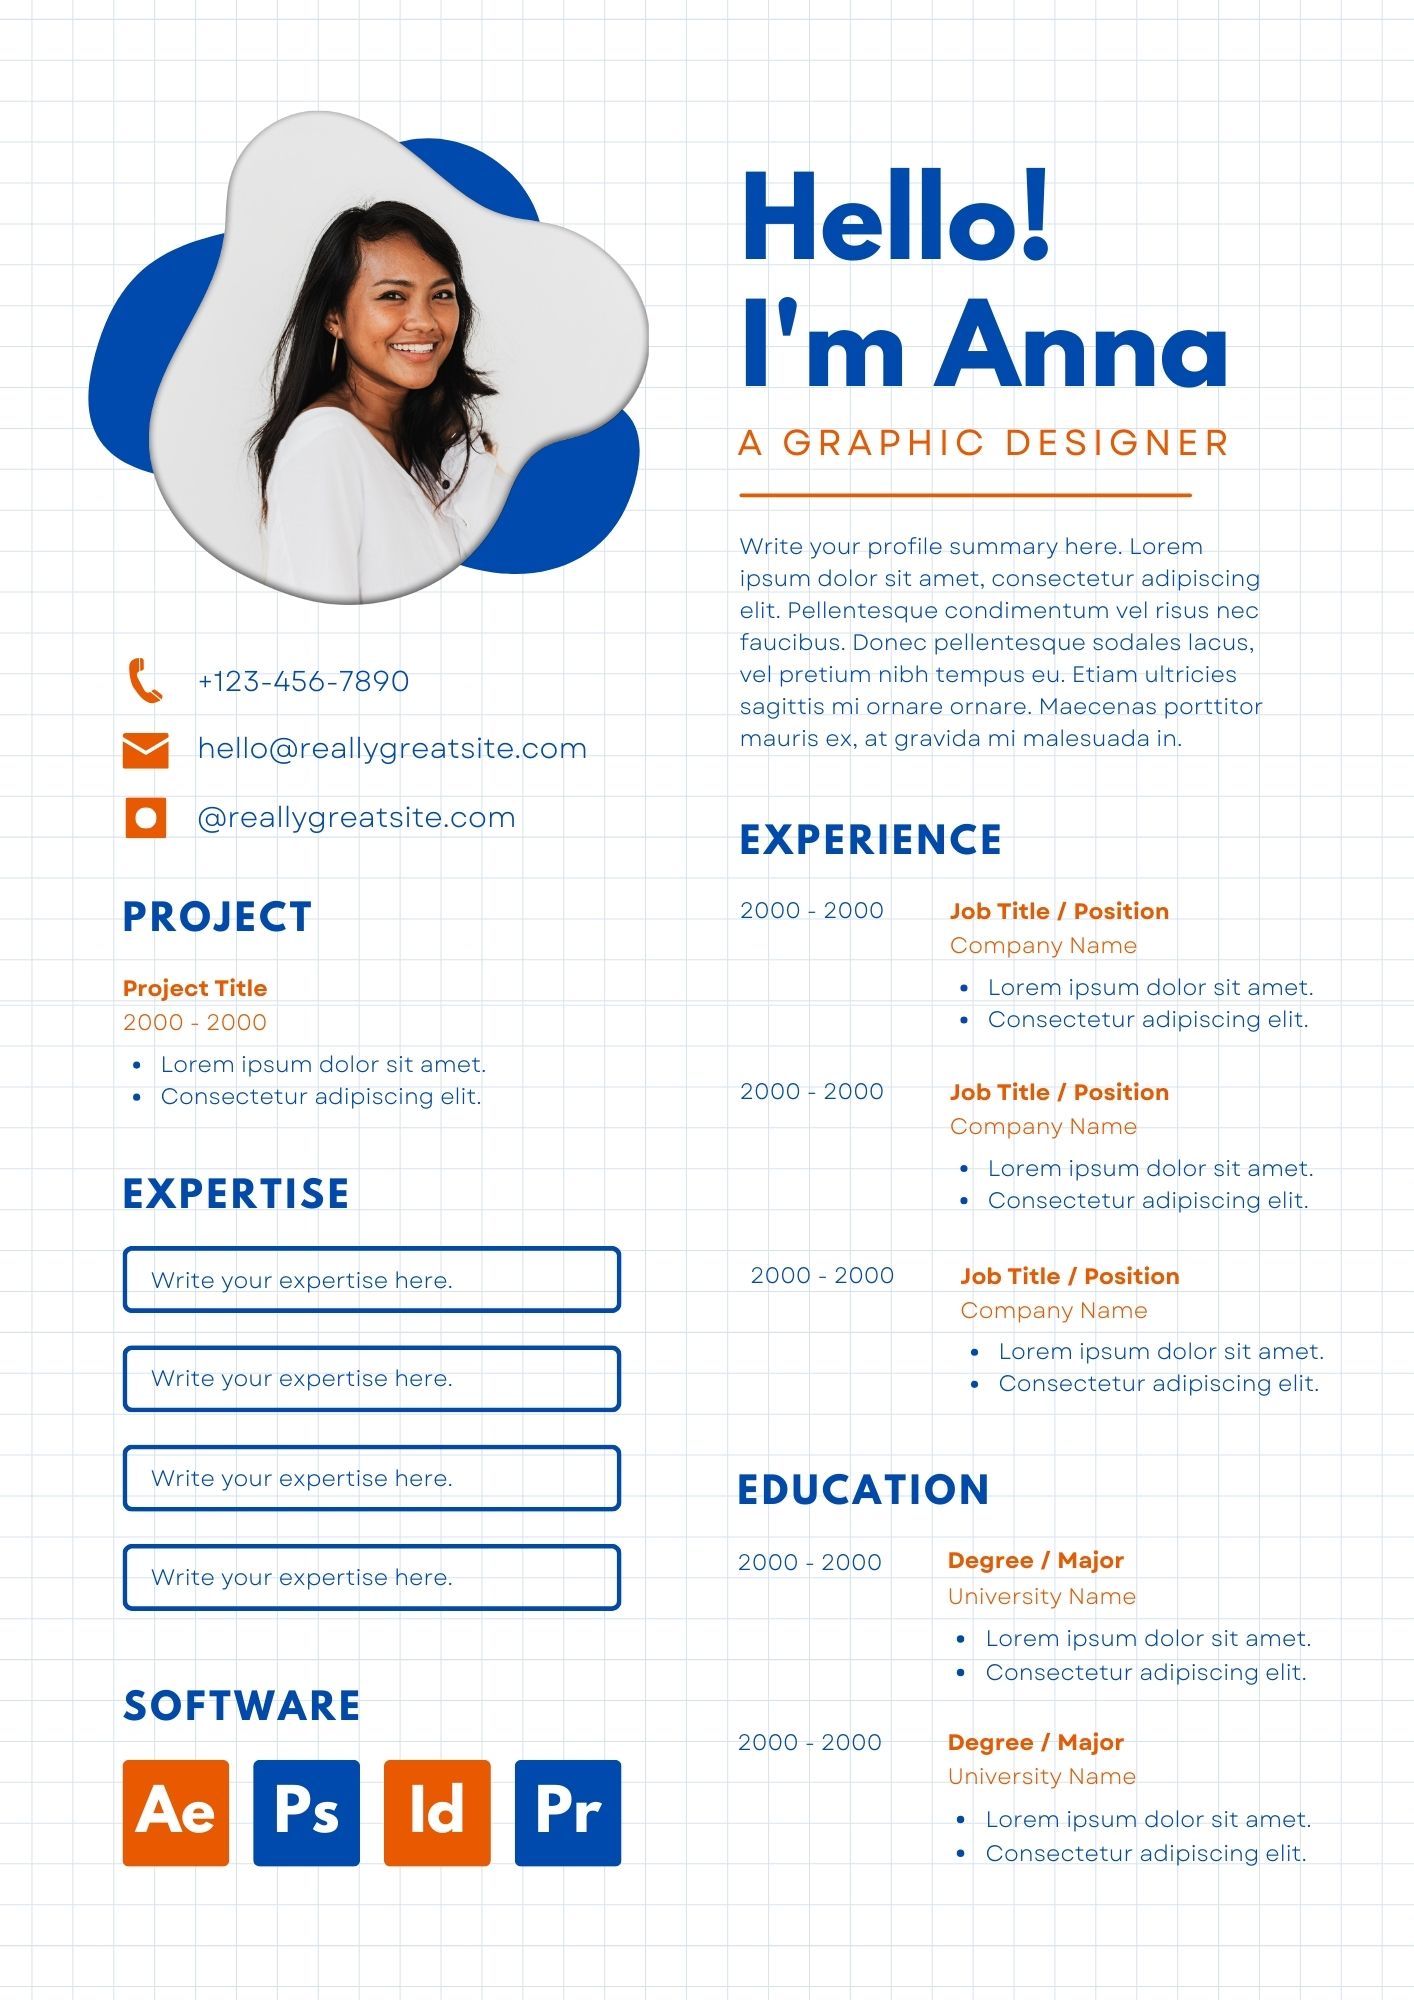 Hello!
I'm Anna
A GRAPHIC DESIGNER
Write your profile summary here. Lorem
ipsum dolor sit amet, consectetur adipiscing
elit. Pellentesque condimentum vel risus nec
faucibus. Donec pellentesque sodales lacus,
vel pretium nibh tempus eu. Etiam ultricies
sagittis mi ornare ornare. Maecenas porttitor
mauris ex, at gravida mi malesuada in.
+123-456-7890
hello@reallygreatsite.com
@reallygreatsite.com
PROJECT
Project Title
2000 - 2000
• Lorem ipsum dolor sit amet.
• Consectetur adipiscing elit.
EXPERTISE
Write your expertise here.
Write your expertise here.
Write your expertise here.
Write your expertise here.
SOFTWARE
Ae Ps Id Pr
EXPERIENCE
2000 - 2000 Job Title / Position
Company Name
• Lorem ipsum dolor sit amet.
• Consectetur adipiscing elit.
2000 - 2000 Job Title / Position
Company Name
• Lorem ipsum dolor sit amet.
• Consectetur adipiscing elit.
2000 - 2000 Job Title / Position
Company Name
• Lorem ipsum dolor sit amet.
• Consectetur adipiscing elit.
EDUCATION
2000 - 2000 Degree / Major
University Name
• Lorem ipsum dolor sit amet.
• Consectetur adipiscing elit.
2000 - 2000 Degree / Major
University Name
• Lorem ipsum dolor sit amet.
• Consectetur adipiscing elit.